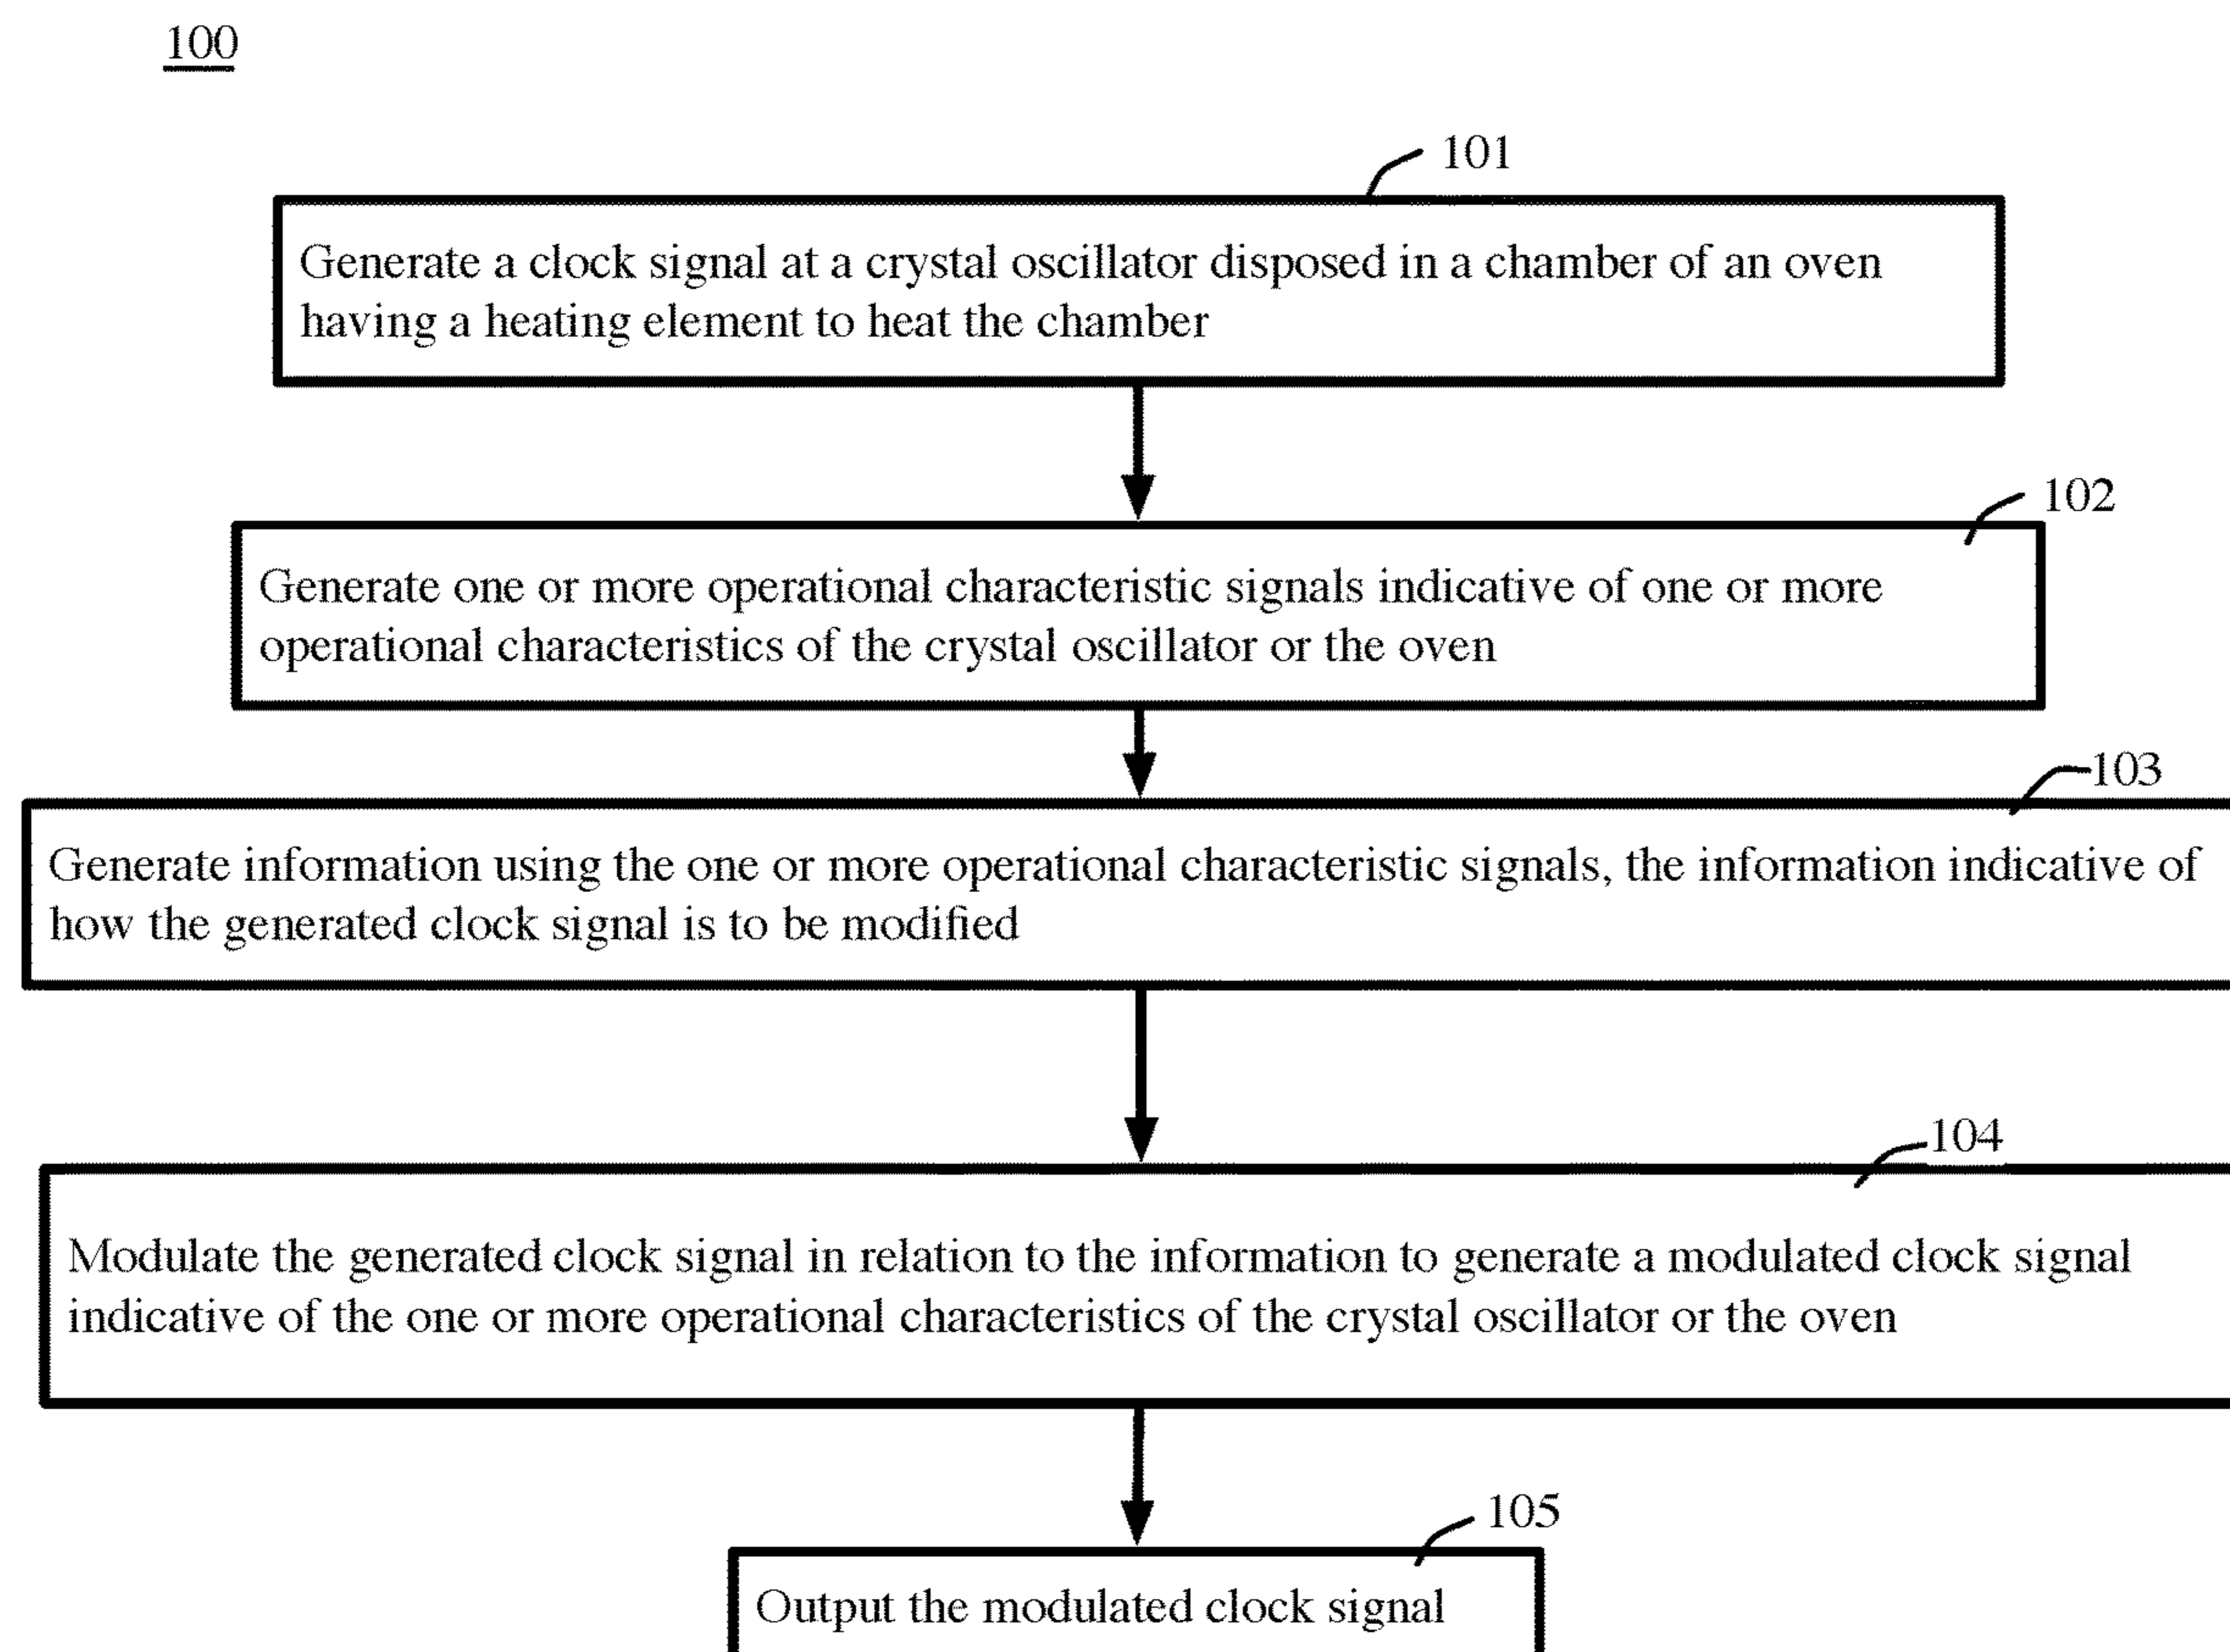 100
101
Generate a clock signal at a crystal oscillator disposed in a chamber of an oven
having a heating element to heat the chamber
102
Generate one or more operational characteristic signals indicative of one or more
operational characteristics of the crystal oscillator or the oven
103
Generate information using the one or more operational characteristic signals, the information indicative of
how the generated clock signal is to be modified
104
Modulate the generated clock signal in relation to the information to generate a modulated clock signal
indicative of the one or more operational characteristics of the crystal oscillator or the oven
105
Output the modulated clock signal